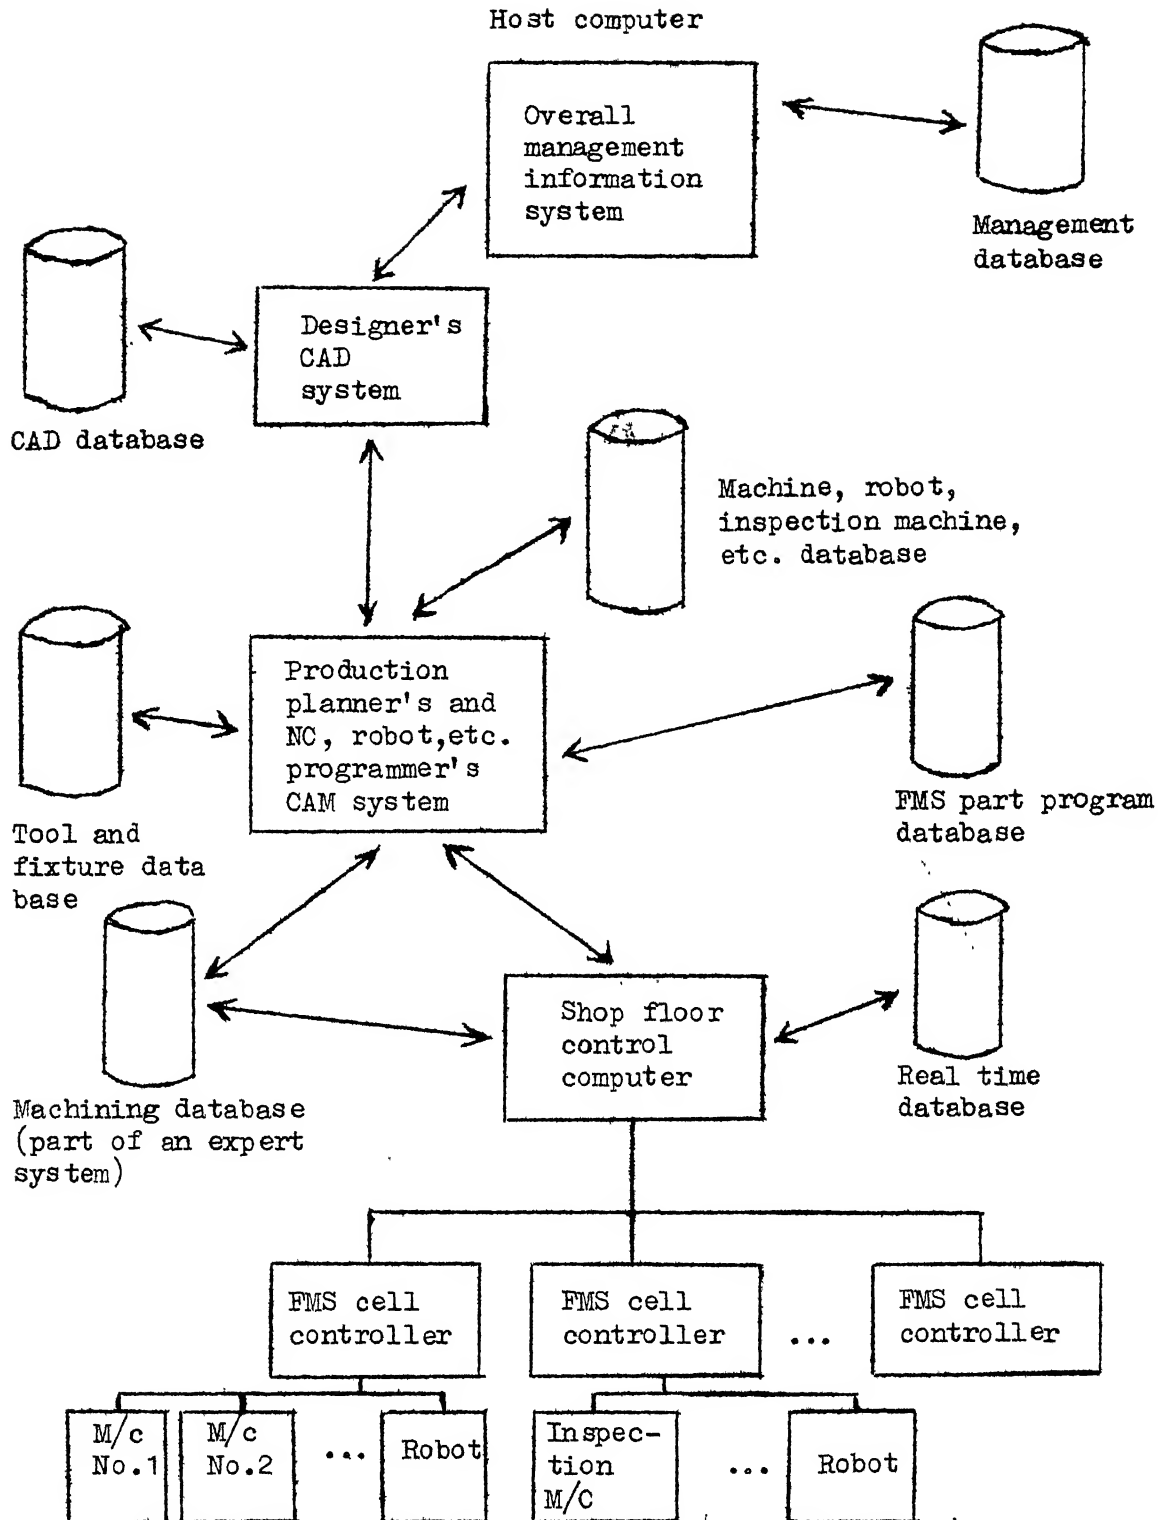 Host computer
Overall
management
information
system
Management
database
Designer's
CAD
system
CAD database
Machine, robot,
inspection machine,
etc. database
Production
planner's and
NC, robot,etc.
programmer's
CAM system
FMS part program
database
Tool and
fixture data
base
Shop floor
control
computer
Real time
database
Machining database
(part of an expert
system)
FMS cell
controller
FMS cell
controller
...
FMS cell
controller
M/c
No.1
M/c
No.2
...
Robot
Inspec-
tion
M/C
...
Robot